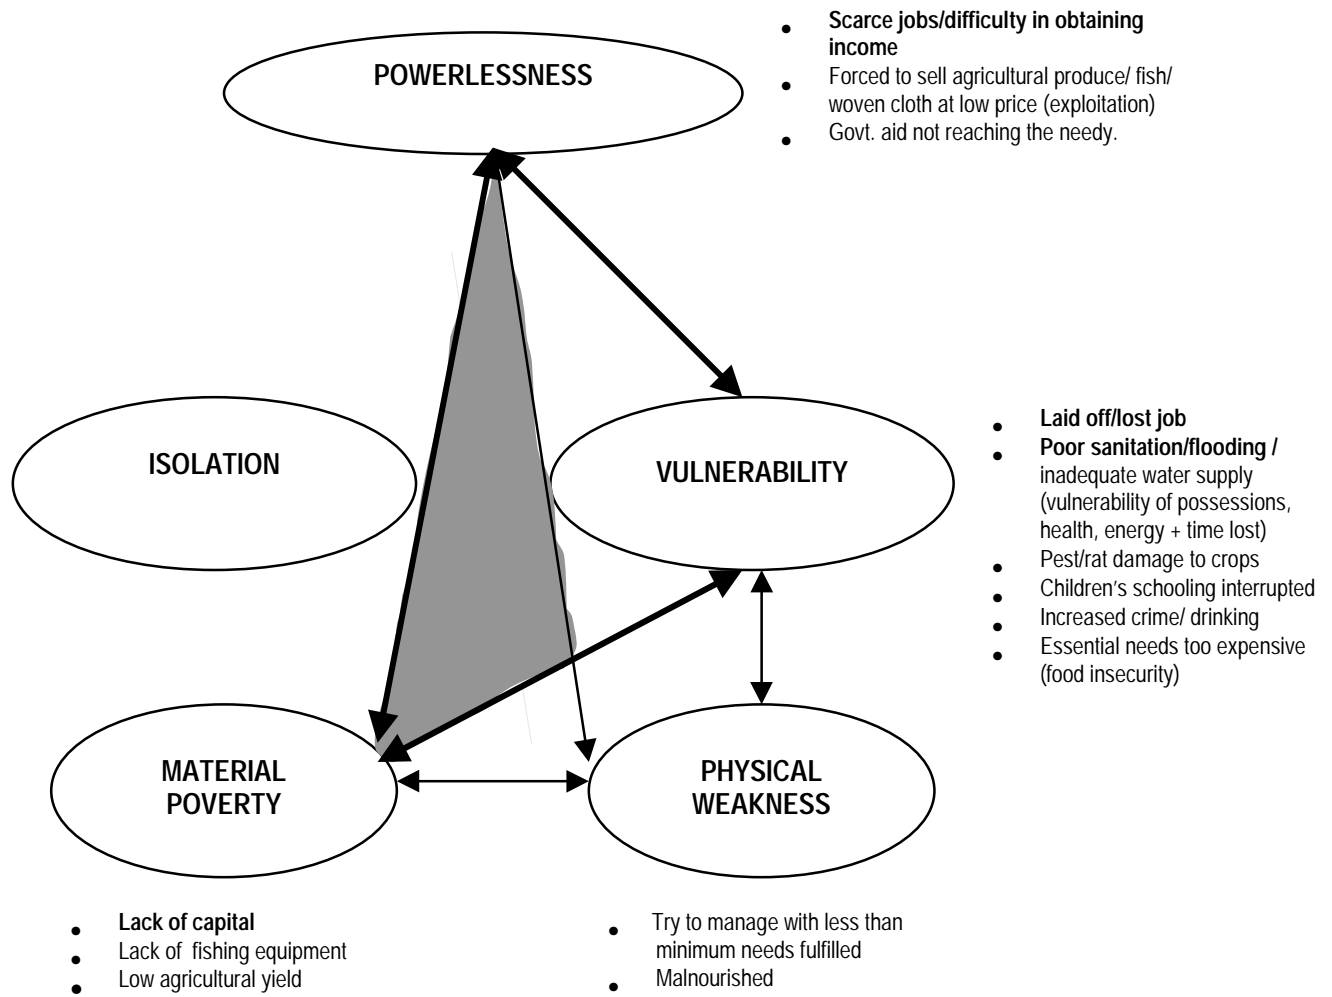 POWERLESSNESS
• Scarce jobs/difficulty in obtaining
income
• Forced to sell agricultural produce/ fish/
woven cloth at low price (exploitation)
• Govt. aid not reaching the needy.
ISOLATION
VULNERABILITY
• Laid off/lost job
• Poor sanitation/flooding /
inadequate water supply
(vulnerability of possessions,
health, energy + time lost)
• Pest/rat damage to crops
• Children's schooling interrupted
• Increased crime/ drinking
• Essential needs too expensive
(food insecurity)
MATERIAL
POVERTY
PHYSICAL
WEAKNESS
• Lack of capital
• Lack of fishing equipment
• Low agricultural yield
• Try to manage with less than
minimum needs fulfilled
• Malnourished